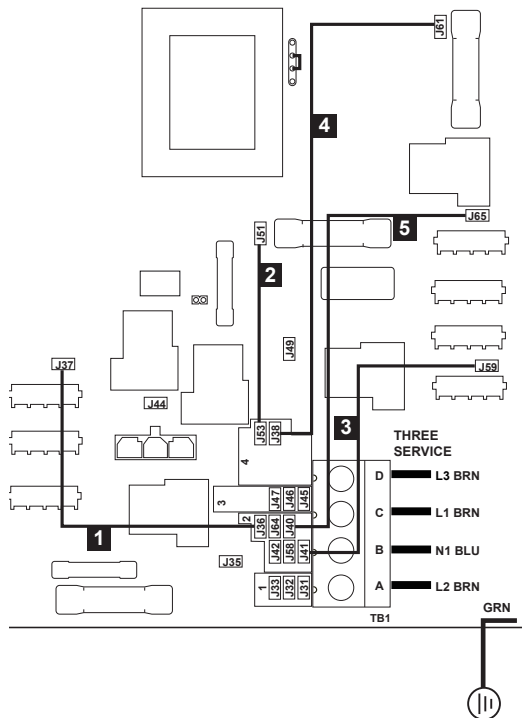 J61
4
J65
5
J51
2
J49
J37
J59
J44
J53
J38
3
THREE
SERVICE
4
D
L3 BRN
J47
J46
J45
3
C
L1 BRN
2
J36
J64
J40
1
J42
J58
J41
B
N1 BLU
J35
1
J33
J32
J31
A
L2 BRN
TB1
GRN